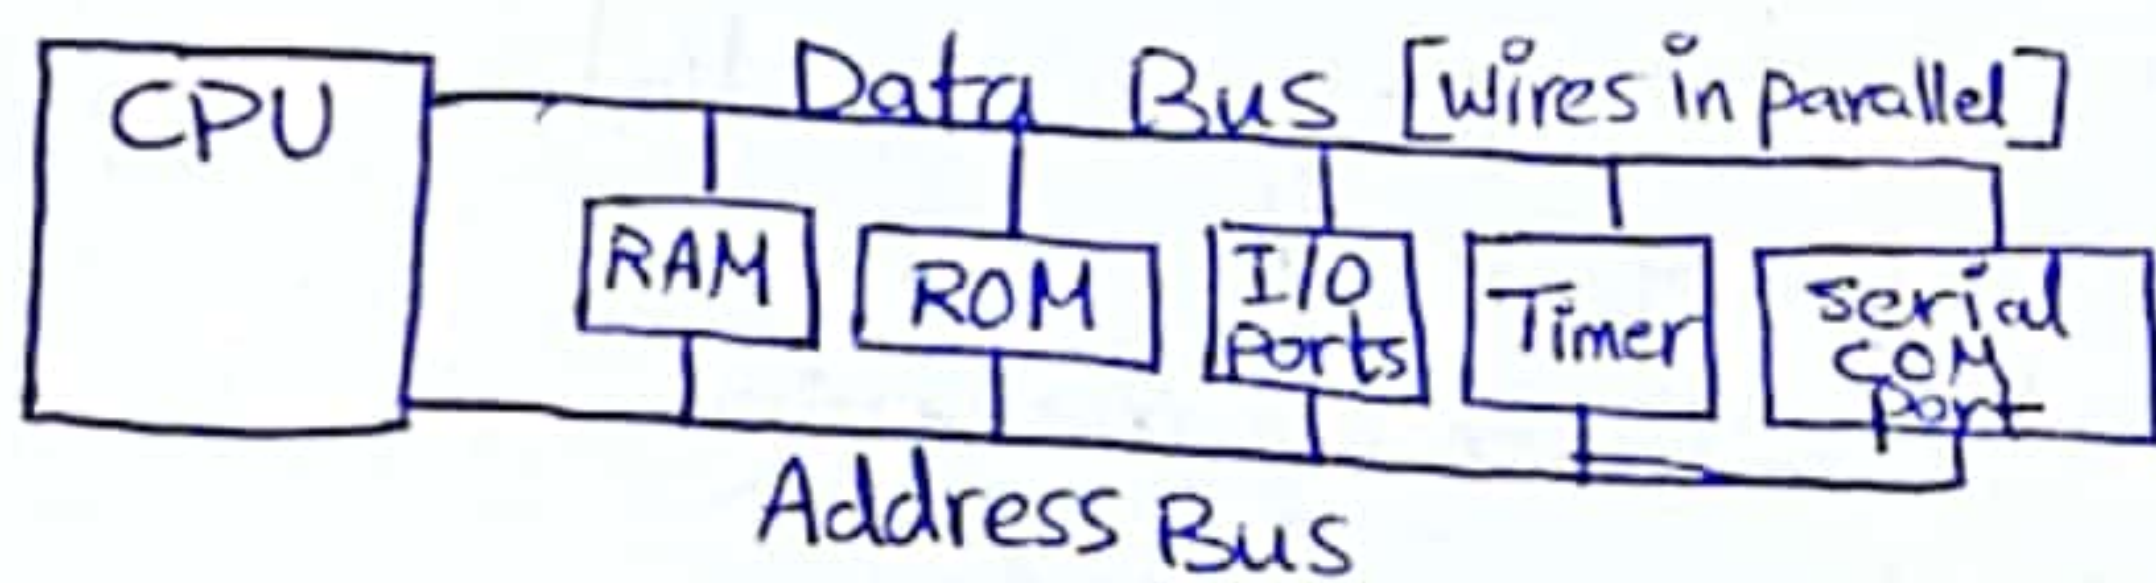 CPU
Data Bus [wires in parallel]
RAM
ROM
I/O
ports
Timer
serial
COM
port
Address Bus